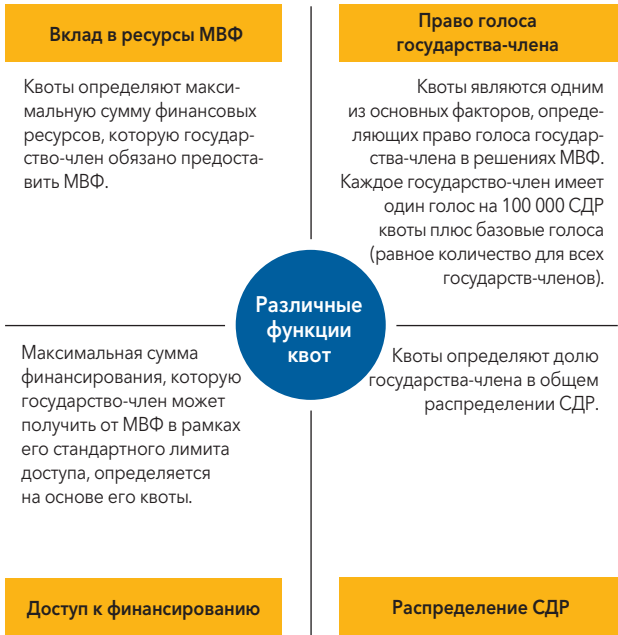 Вклад в ресурсы МВФ
Квоты определяют макси-
мальную сумму финансовых
ресурсов, которую государ-
ство-член обязано предоста-
вить МВФ.
Право голоса
государства-члена
Квоты являются одним
из основных факторов, опреде-
ляющих право голоса государ-
ства-члена в решениях МВФ.
Каждое государство-член имеет
один голос на 100 000 СДР
квоты плюс базовые голоса
(равное количество для всех
государств-членов).
Различные
функции
квот
Максимальная сумма
финансирования, которую
государство-член может
получить от МВФ в рамках
его стандартного лимита
доступа, определяется
на основе его квоты.
Доступ к финансированию
Квоты определяют долю
государства-члена в общем
распределении СДР.
Распределение СДР